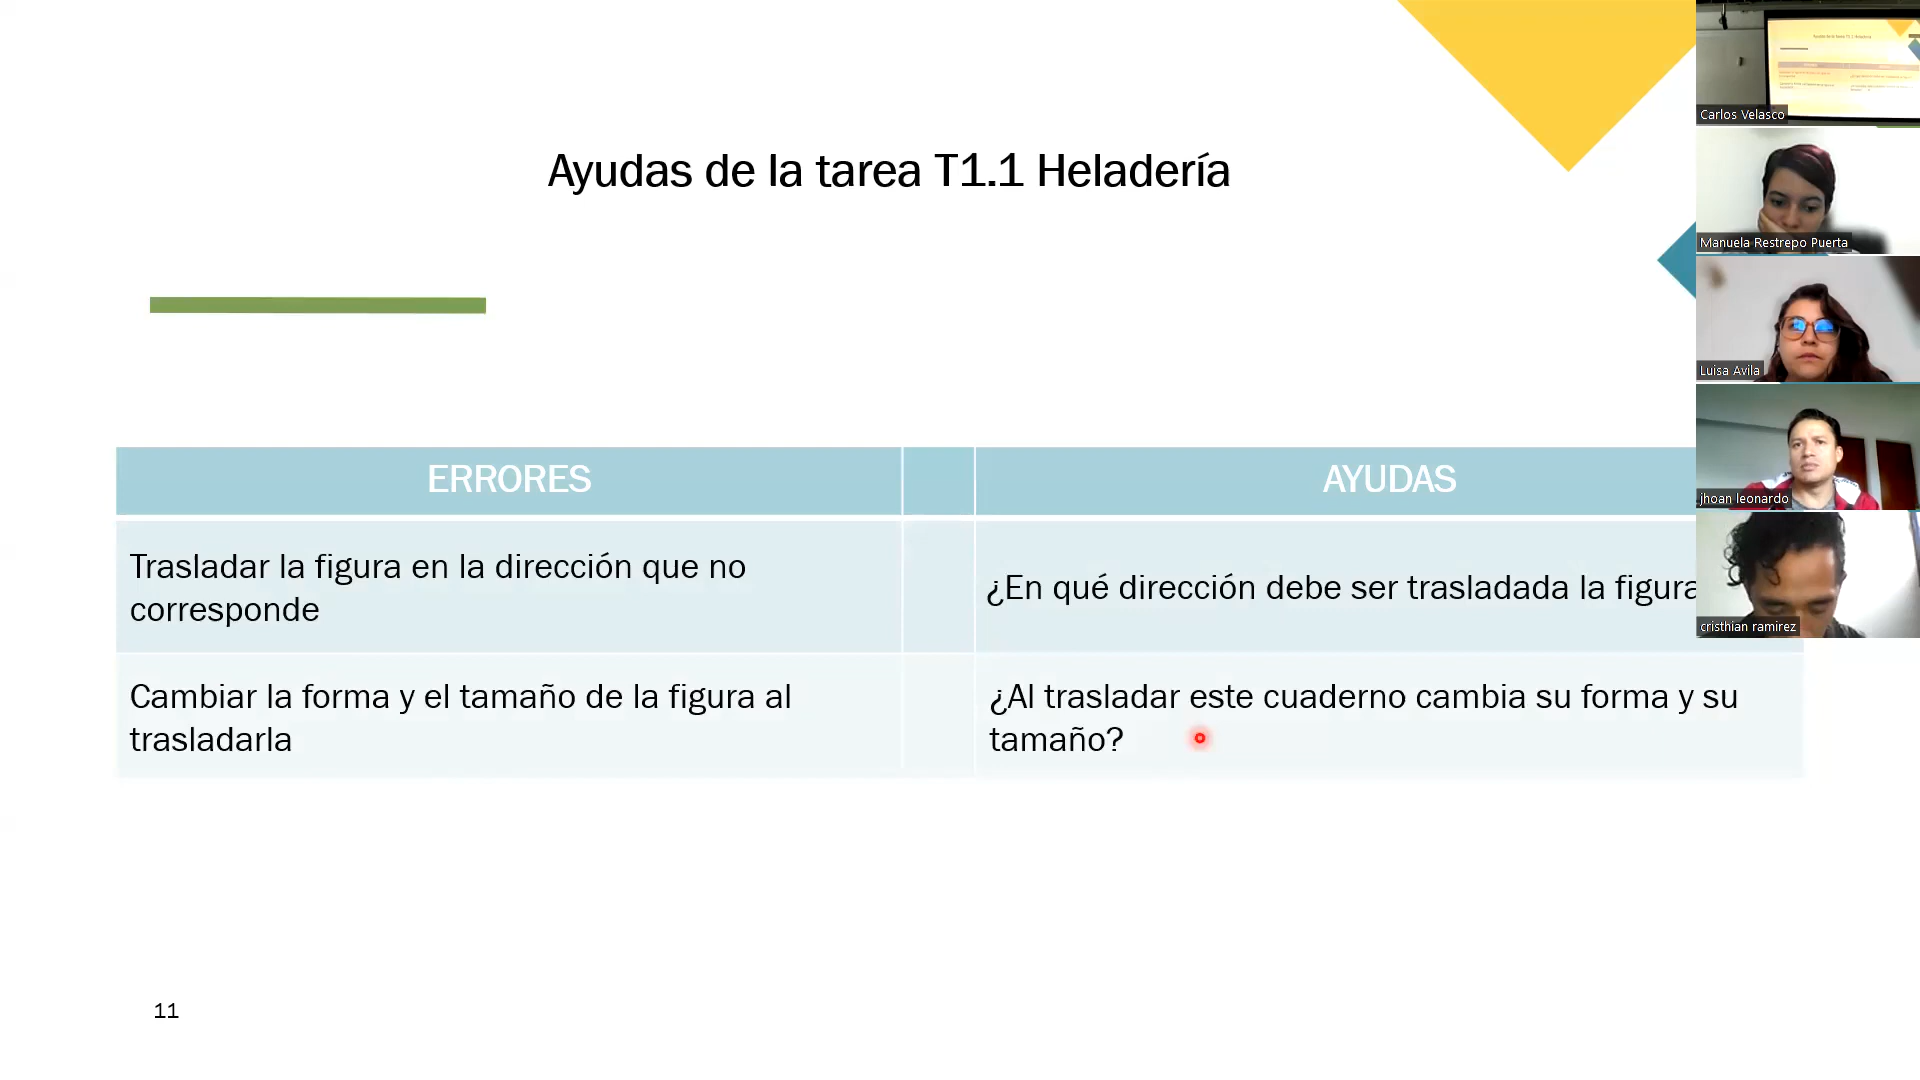 Ayudas de la tarea T1.1 Heladería
ERRORES
AYUDAS
Trasladar la figura en la dirección que no
corresponde
¿En qué dirección debe ser trasladada la figura
Cambiar la forma y el tamaño de la figura al
trasladarla
¿Al trasladar este cuaderno cambia su forma y su
tamaño?
11
Carlos Velasco
Manuela Restrepo Puerta
Luisa Avila
jhoan leonardo
cristhian ramirez